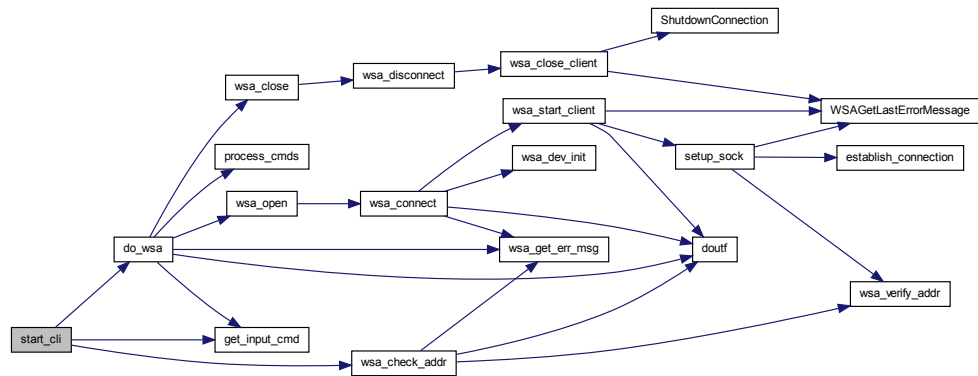 ShutdownConnection
wsa_close_client
wsa_disconnect
wsa_close
WSAGetLastErrorMessage
wsa_start_client
process_cmds
wsa_dev_init
setup_sock
establish_connection
wsa_open
wsa_connect
do_wsa
wsa_get_err_msg
doutf
wsa_verify_addr
start_cli
get_input_cmd
wsa_check_addr